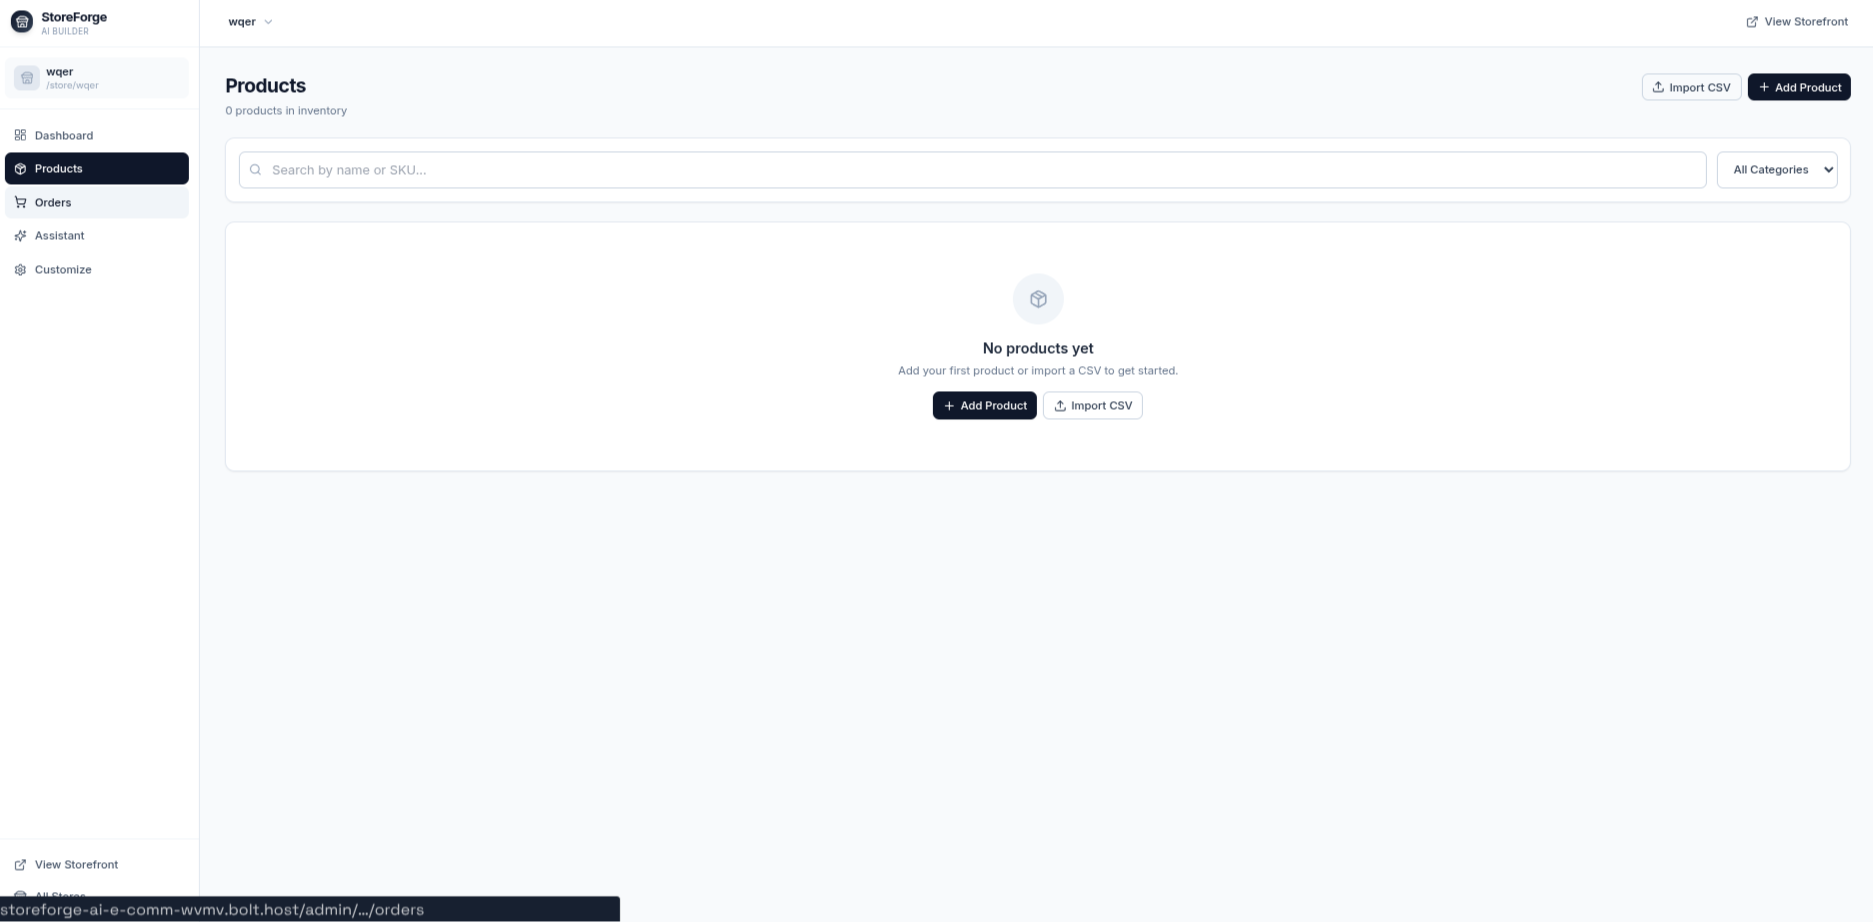 StoreForge
AI BUILDER
wqer
View Storefront
wqer
/store/wqer
Dashboard
Products
Orders
Assistant
Customize
Products
0 products in inventory
Import CSV
Add Product
Search by name or SKU...
All Categories
No products yet
Add your first product or import a CSV to get started.
Add Product
Import CSV
View Storefront
All Stores
storeforge-ai-e-comm-wvmv.bolt.host/admin/.../orders